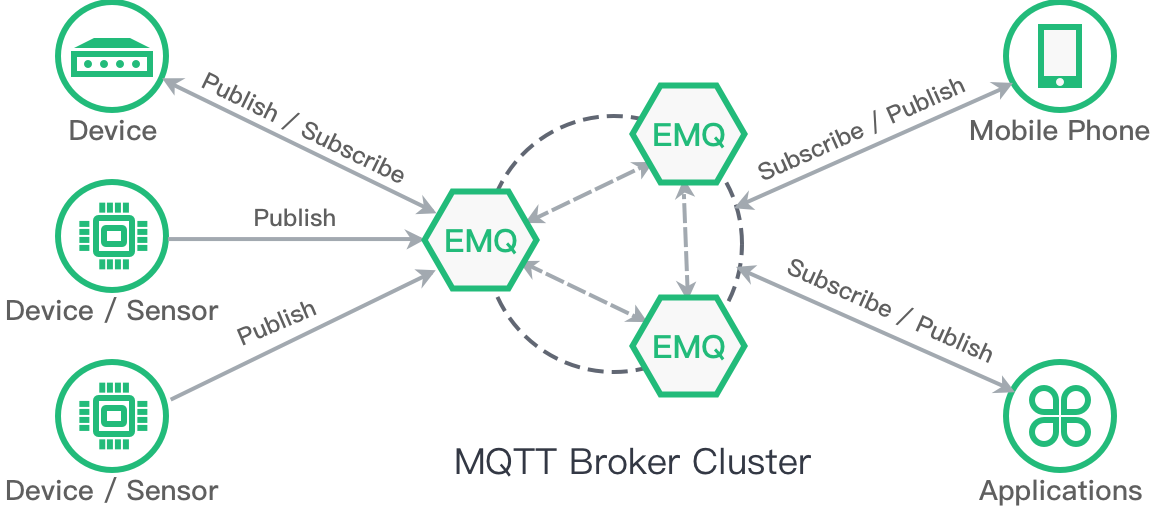 Device
Publish / Subscribe
Device / Sensor
Publish
Device / Sensor
Publish
EMQ
EMQ
EMQ
MQTT Broker Cluster
Subscribe / Publish
Mobile Phone
Subscribe / Publish
Applications